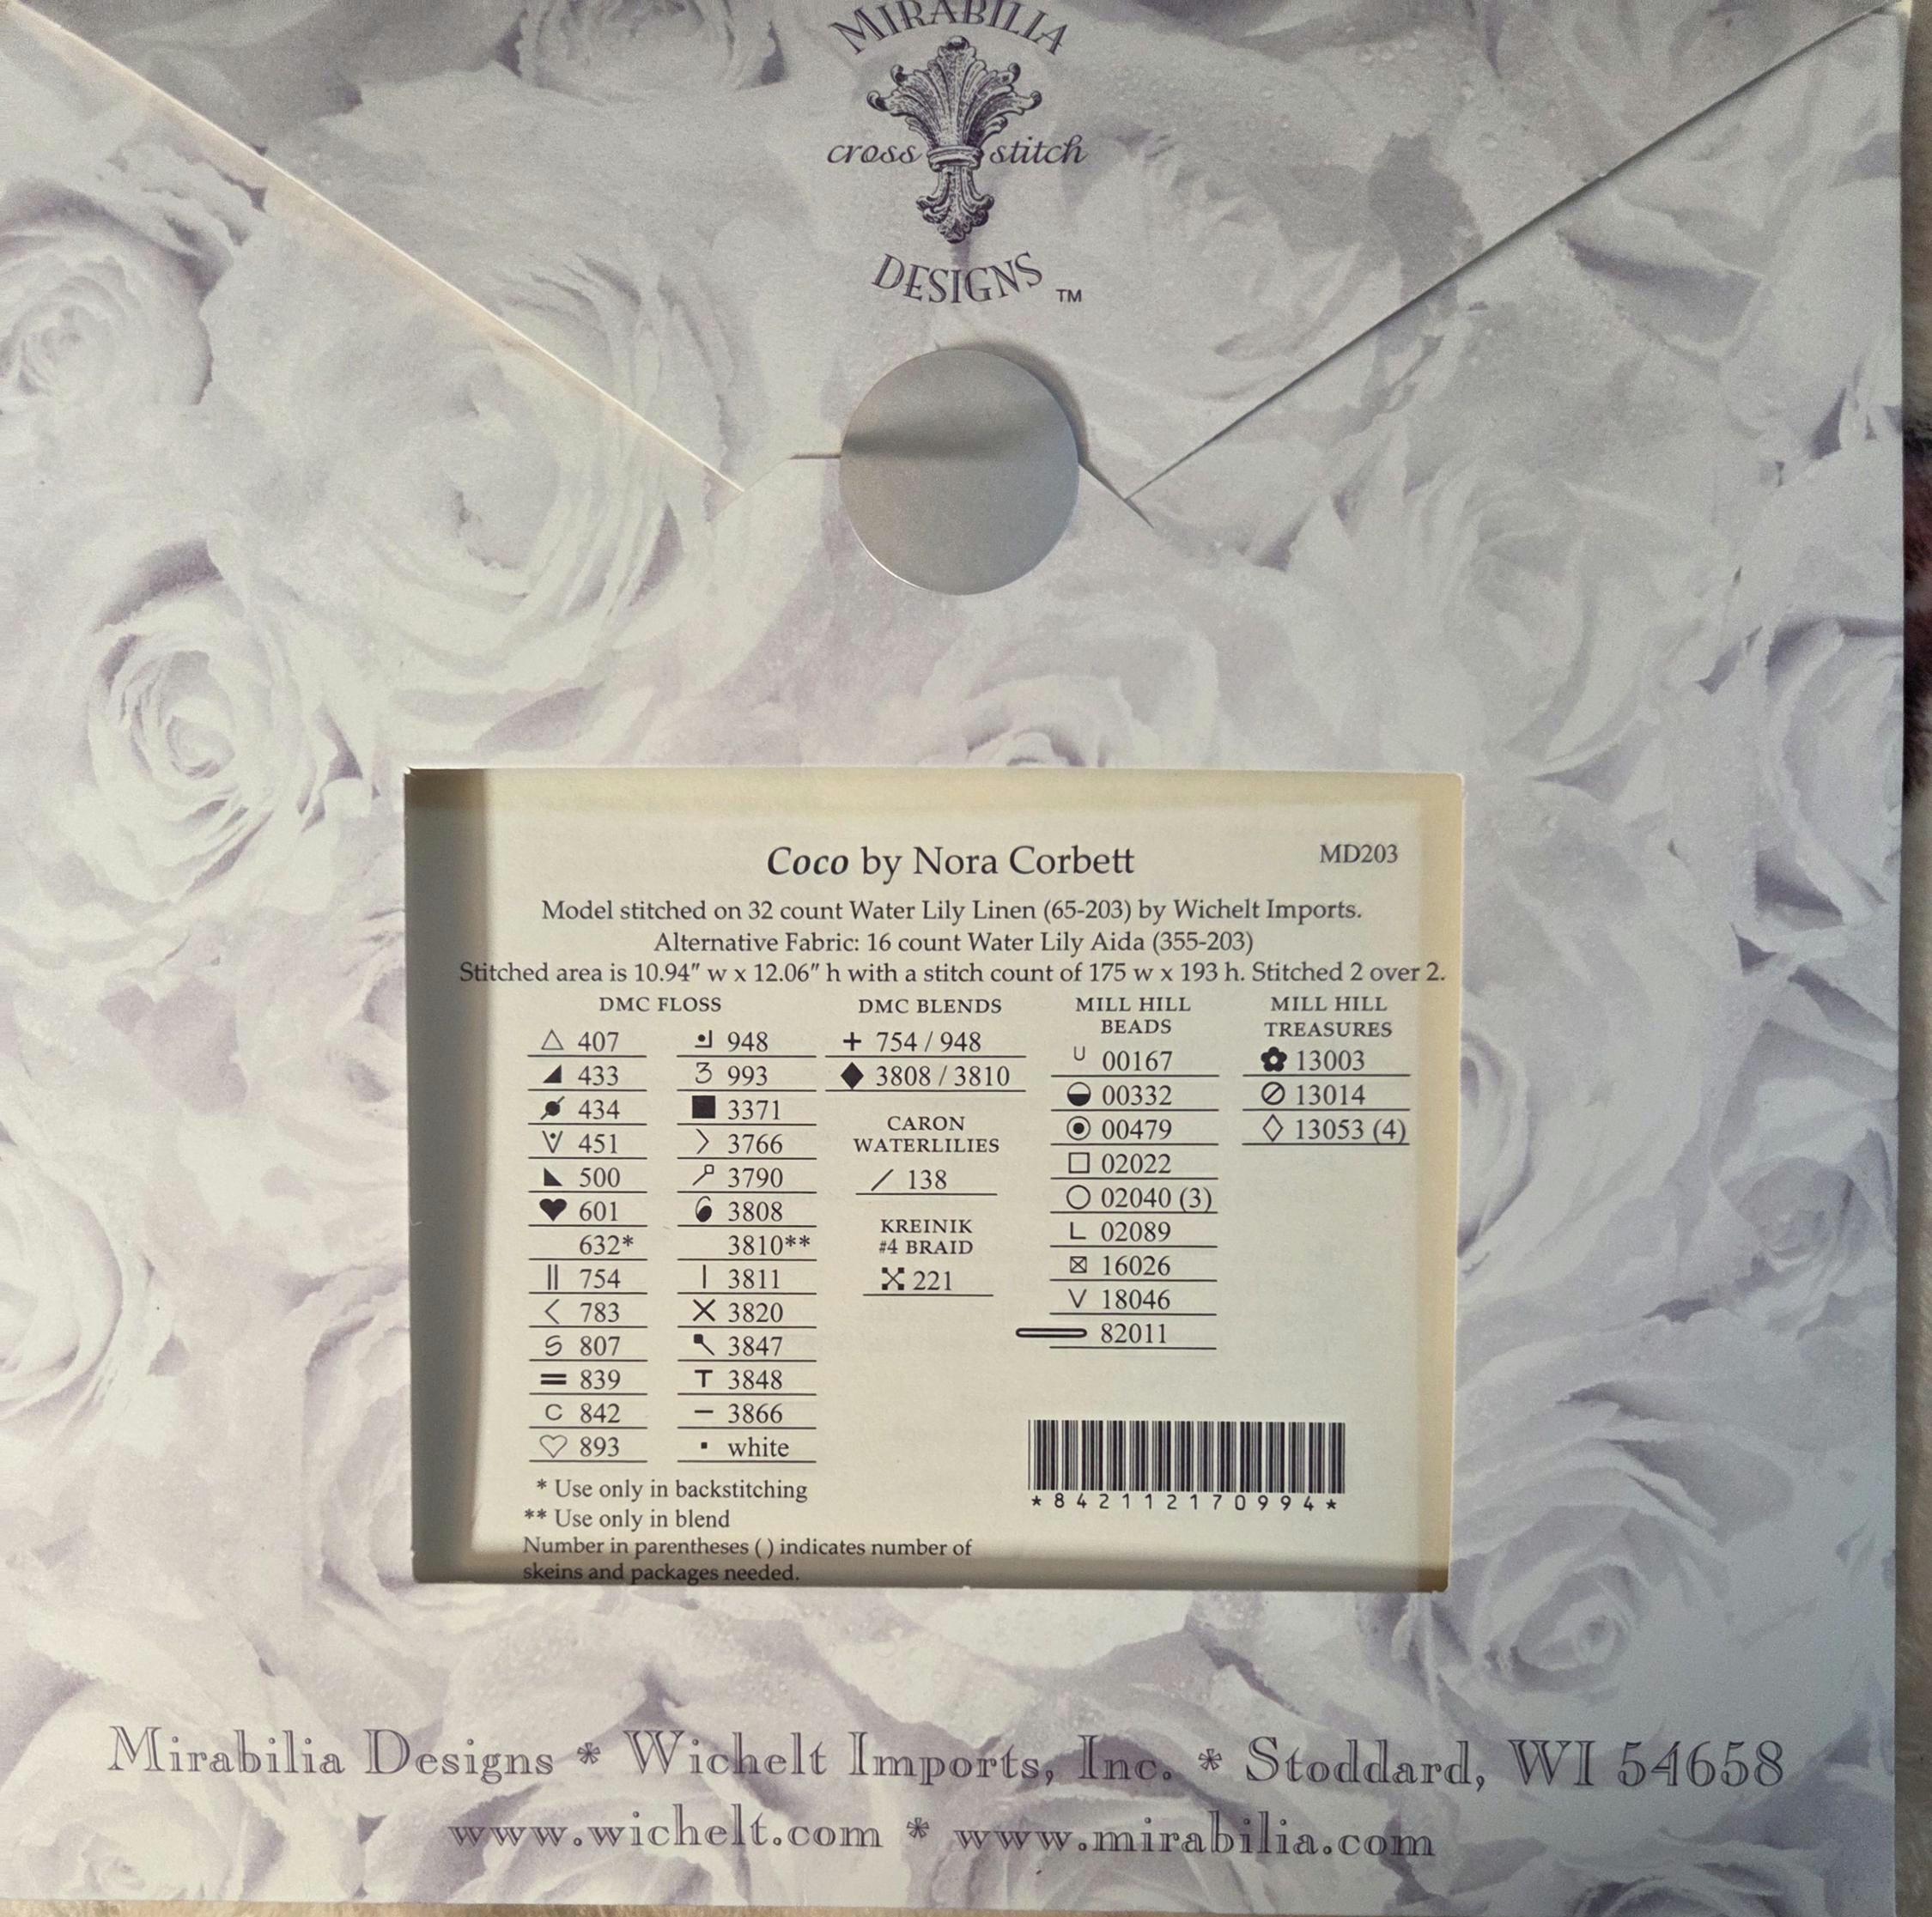 MIRABILIA
cross stitch
DESIGNS ™
Coco by Nora Corbett MD203
Model stitched on 32 count Water Lily Linen (65-203) by Wichelt Imports.
Alternative Fabric: 16 count Water Lily Aida (355-203)
Stitched area is 10.94" w x 12.06" h with a stitch count of 175 w x 193 h. Stitched 2 over 2.
DMC FLOSS
407
433
434
451
500
601
632*
754
783
807
839
842
893
948
993
3371
3766
3790
3808
3810**
3811
3820
3847
3848
3866
white
* Use only in backstitching
** Use only in blend
Number in parentheses ( ) indicates number of
skeins and packages needed.
DMC BLENDS
754 / 948
3808 / 3810
CARON
WATERLILIES
138
KREINIK
#4 BRAID
221
MILL HILL
BEADS
00167
00332
00479
02022
02040 (3)
02089
16026
18046
82011
MILL HILL
TREASURES
13003
13014
13053 (4)
*842112170994*
Mirabilia Designs * Wichelt Imports, Inc. * Stoddard, WI 54658
www.wichelt.com * www.mirabilia.com